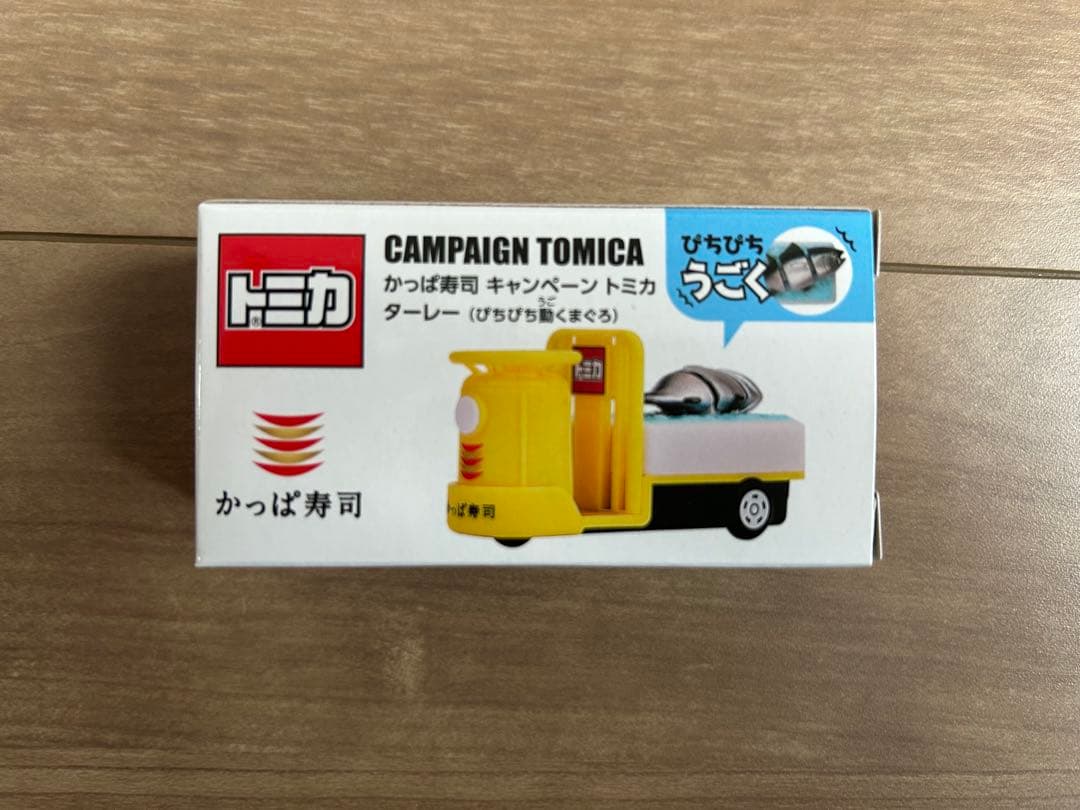 トミカ®
CAMPAIGN TOMICA
かっぱ寿司 キャンペーントミカ
ターレー(ぴちぴち動くまぐろ)
うご
ぴちぴち
うごく
トミカ
かっぱ寿司
っぱ寿司